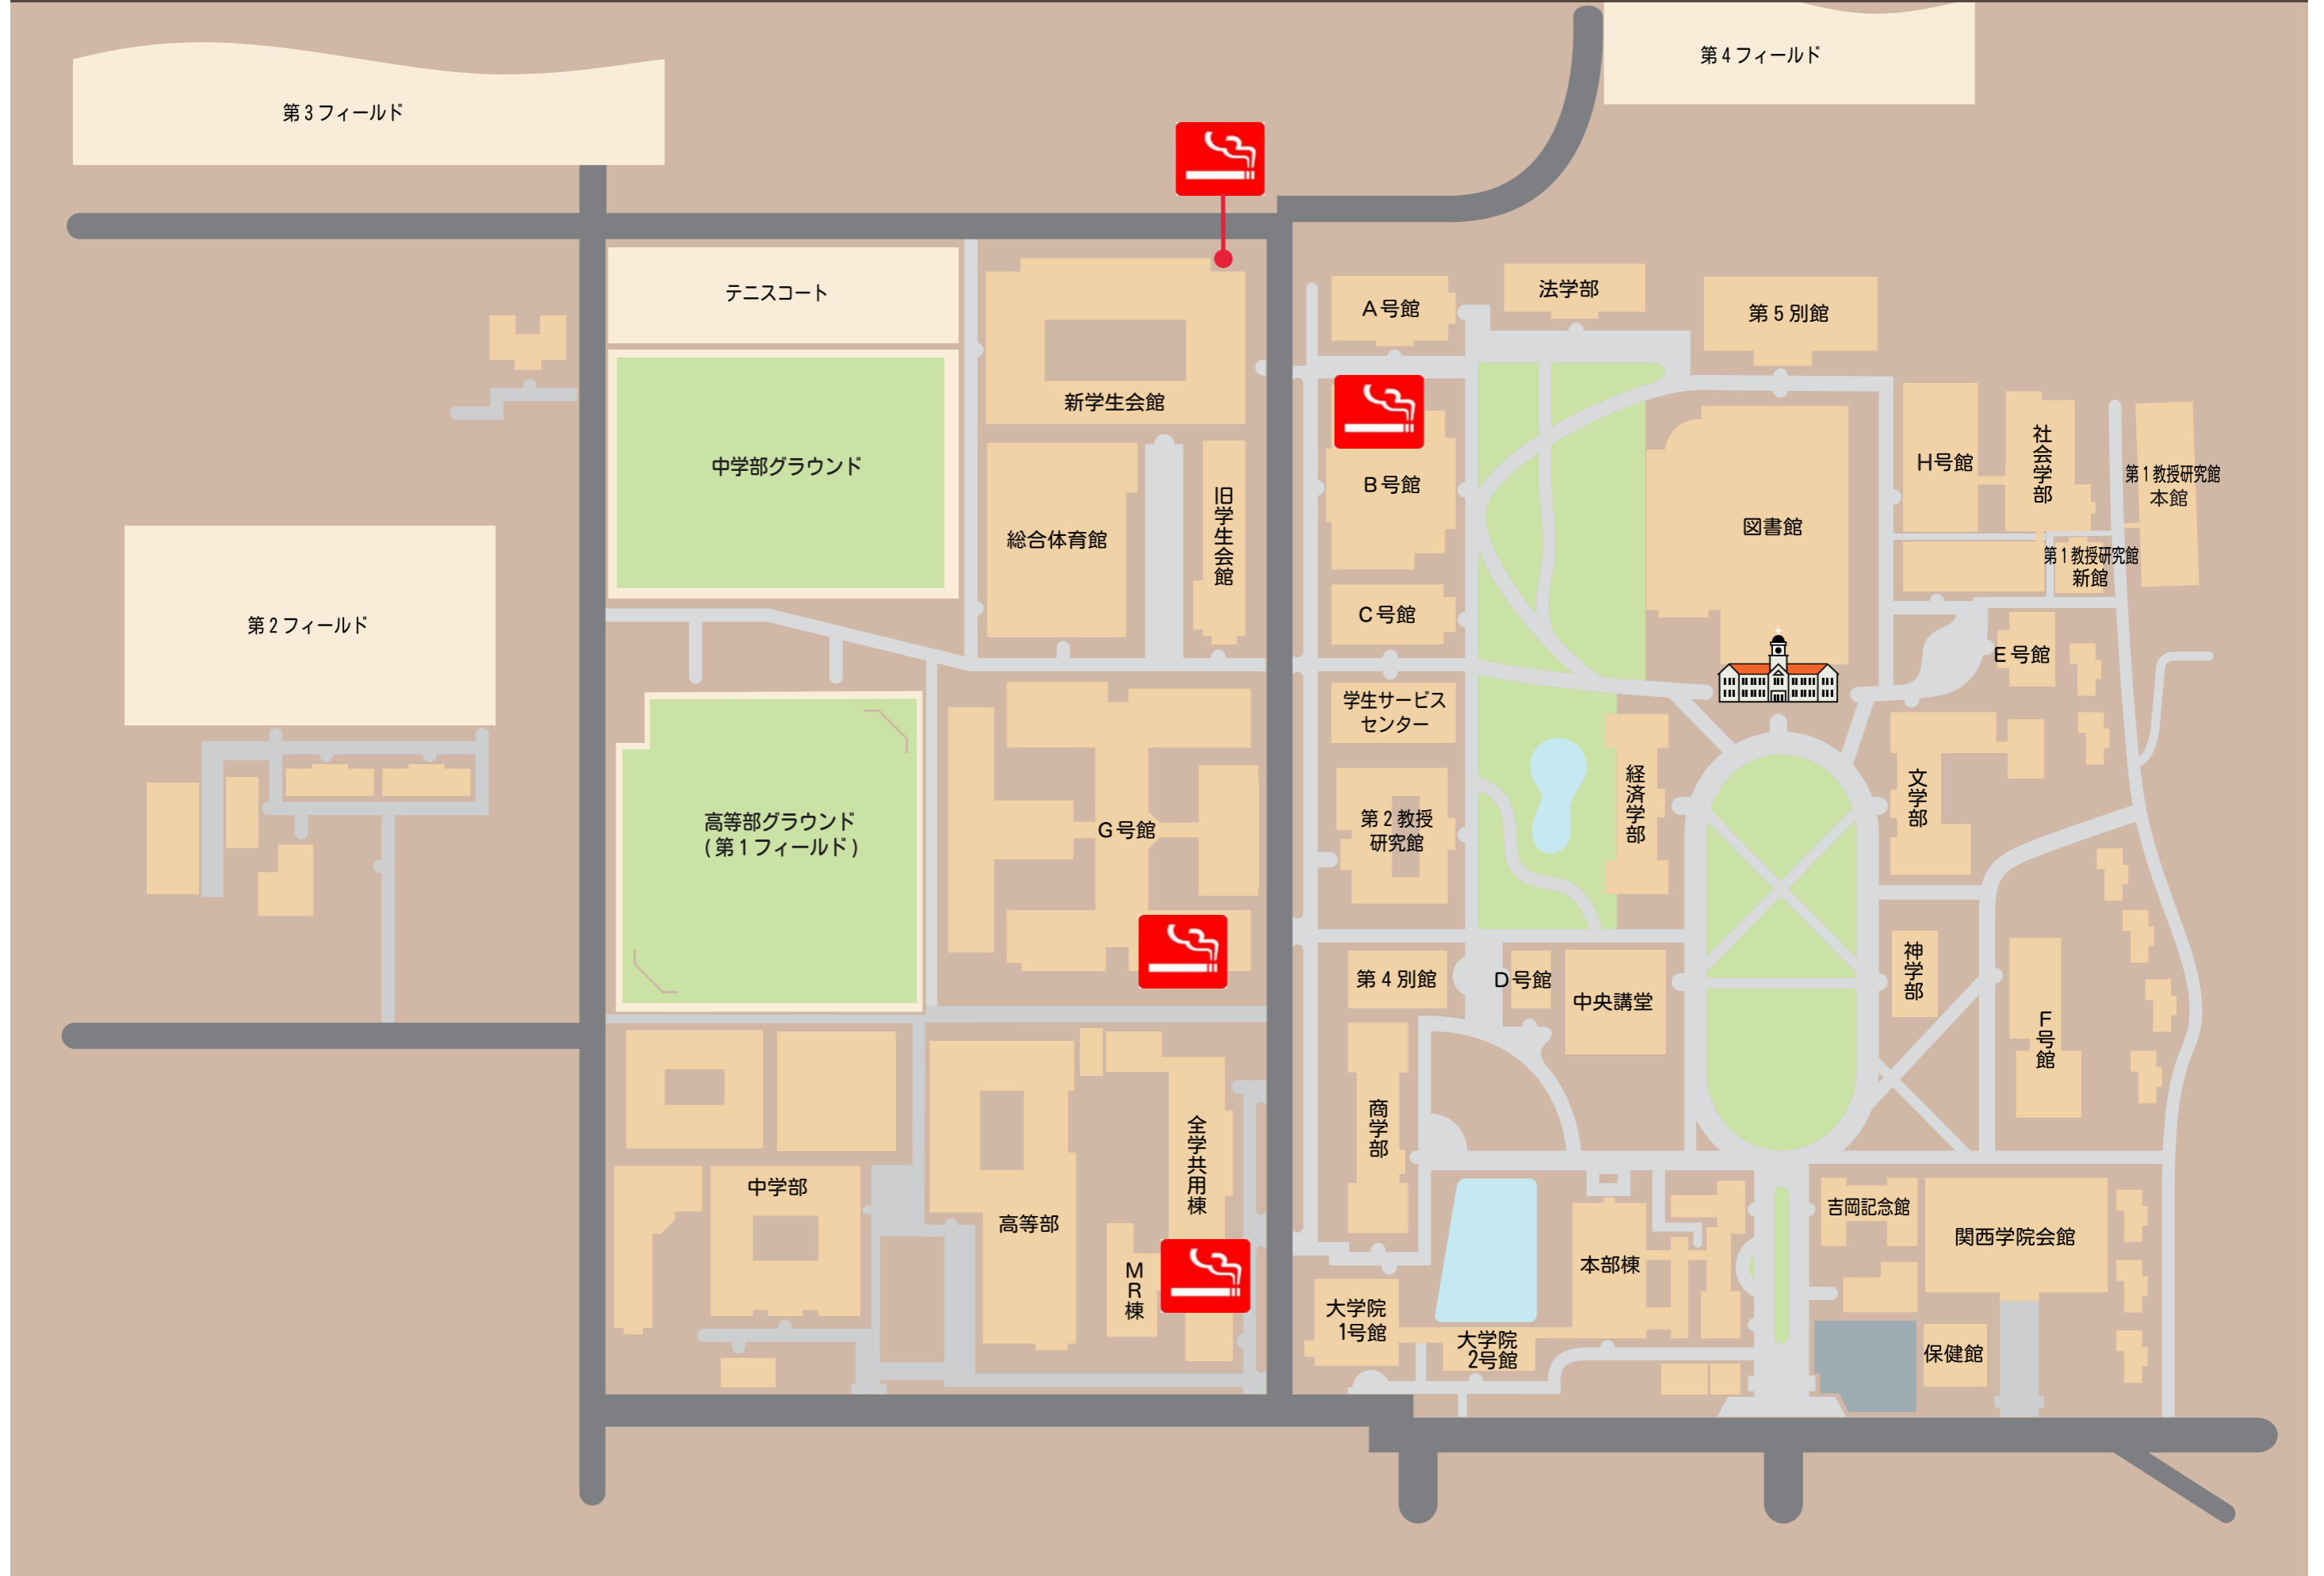 第4フィールド
第3フィールド
テニスコート
法学部
A号館
第5別館
新学生会館
中学部グラウンド
B号館
旧学生会館
総合体育館
図書館
H号館
社会学部
第1教授研究館
本館
第1教授研究館
新館
C号館
第2フィールド
E号館
学生サービス
センター
経済学部
文学部
高等部グラウンド
(第1フィールド)
G号館
第2教授
研究館
第4別館
D号館
中央講堂
神学部
F号館
商学部
全学共用棟
中学部
高等部
吉岡記念館
関西学院会館
本部棟
MR棟
大学院
1号館
大学院
2号館
保健館